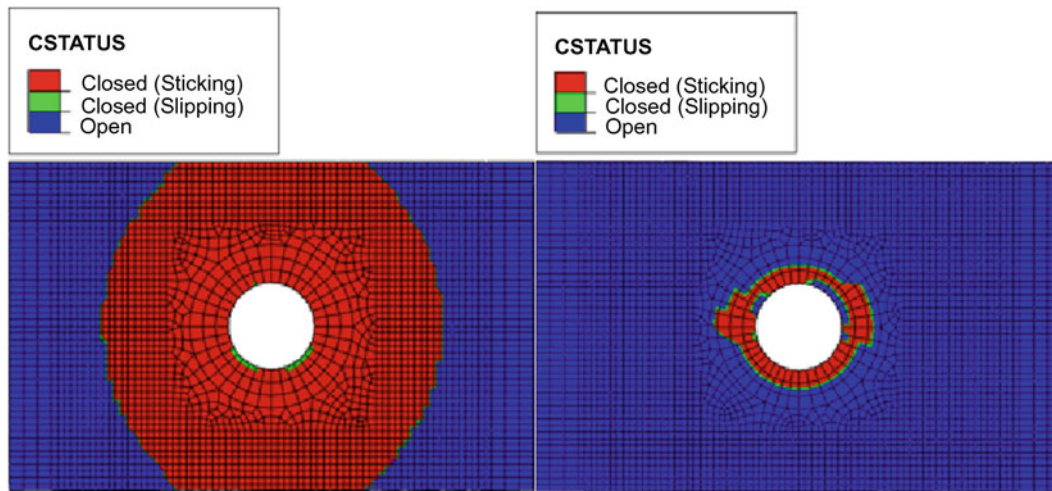 CSTATUS
Closed (Sticking)
Closed (Slipping)
Open
CSTATUS
Closed (Sticking)
Closed (Slipping)
Open